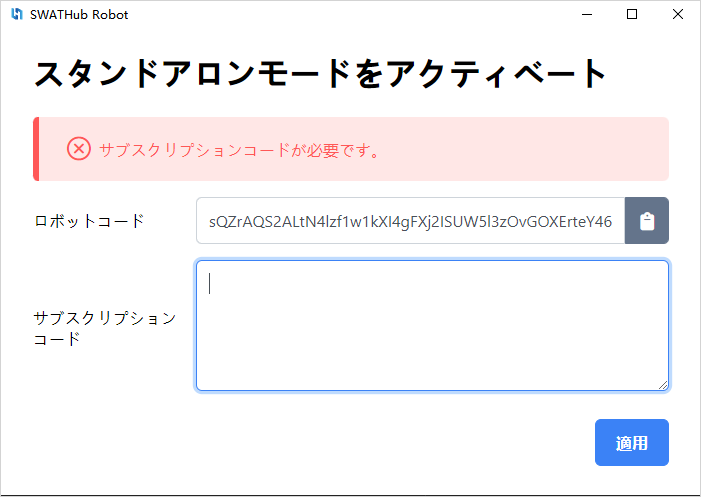 SWATHub Robot
スタンドアロンモードをアクティベート
サブスクリプションコードが必要です。
ロボットコード
sQZrAQS2ALtN4lzf1w1kXI4gFXj2ISUW5l3zOvGOXErteY46
サブスクリプション
コード
適用